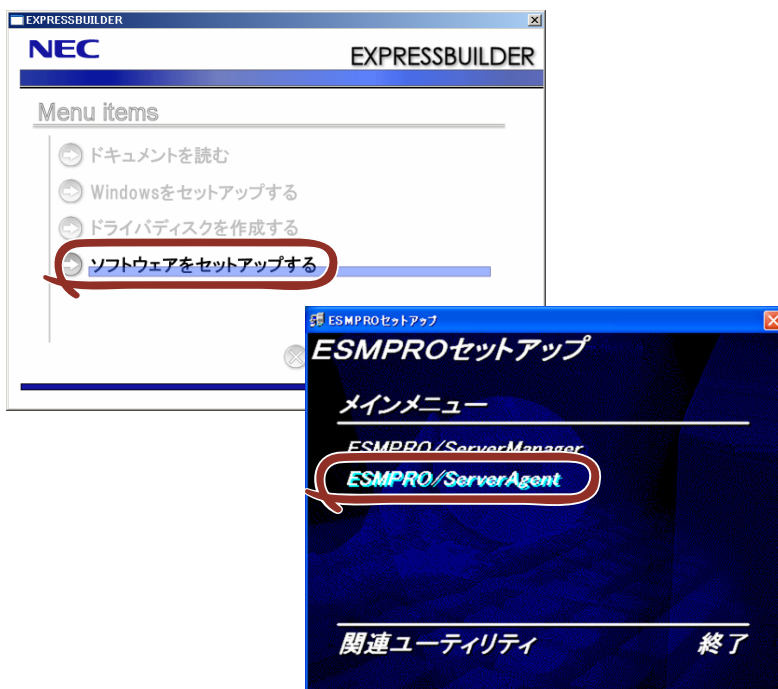 EXPRESSBUILDER
NEC
EXPRESSBUILDER
Menu items
ドキュメントを読む
Windowsをセットアップする
ドライバディスクを作成する
ソフトウェアをセットアップする
ESMPROセットアップ
ESMPROセットアップ
メインメニュー
ESMPRO/ServerManager
ESMPRO/ServerAgent
関連ユーティリティ
終了